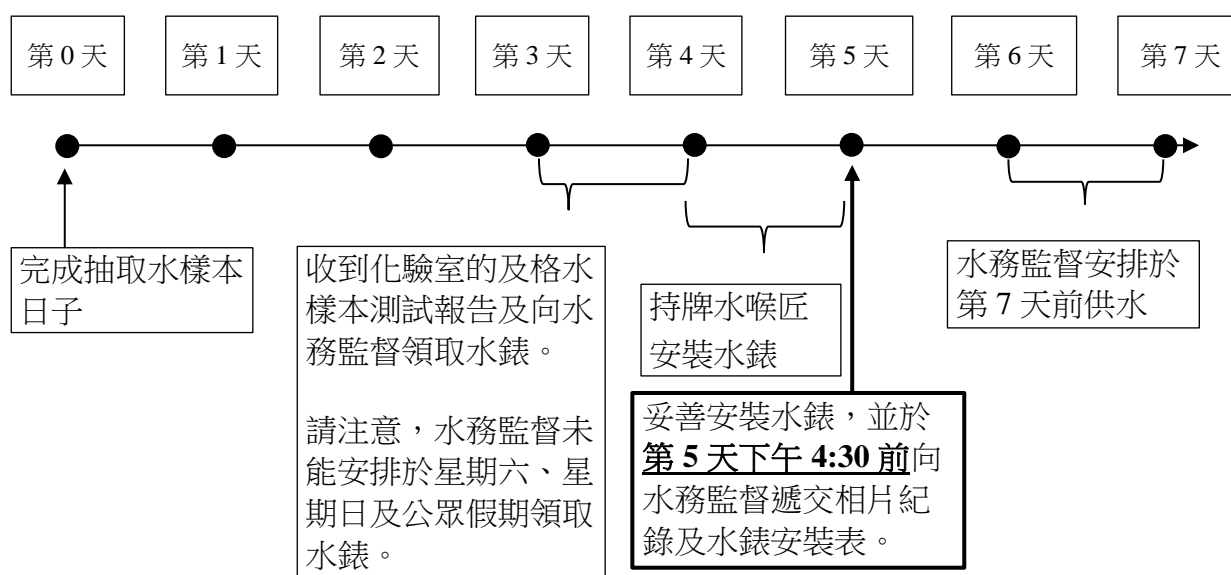 第 0 天
第 1 天
第 2 天
第 3 天
第 4 天
第 5 天
第 6 天
第 7 天
完成抽取水樣本
日子
收到化驗室的及格水
樣本測試報告及向水
務監督領取水錶。
請注意，水務監督未
能安排於星期六、星
期日及公眾假期領取
水錶。
持牌水喉匠
安裝水錶
妥善安裝水錶，並於
第 5 天下午 4:30 前向
水務監督遞交相片紀
錄及水錶安裝表。
水務監督安排於
第 7 天前供水